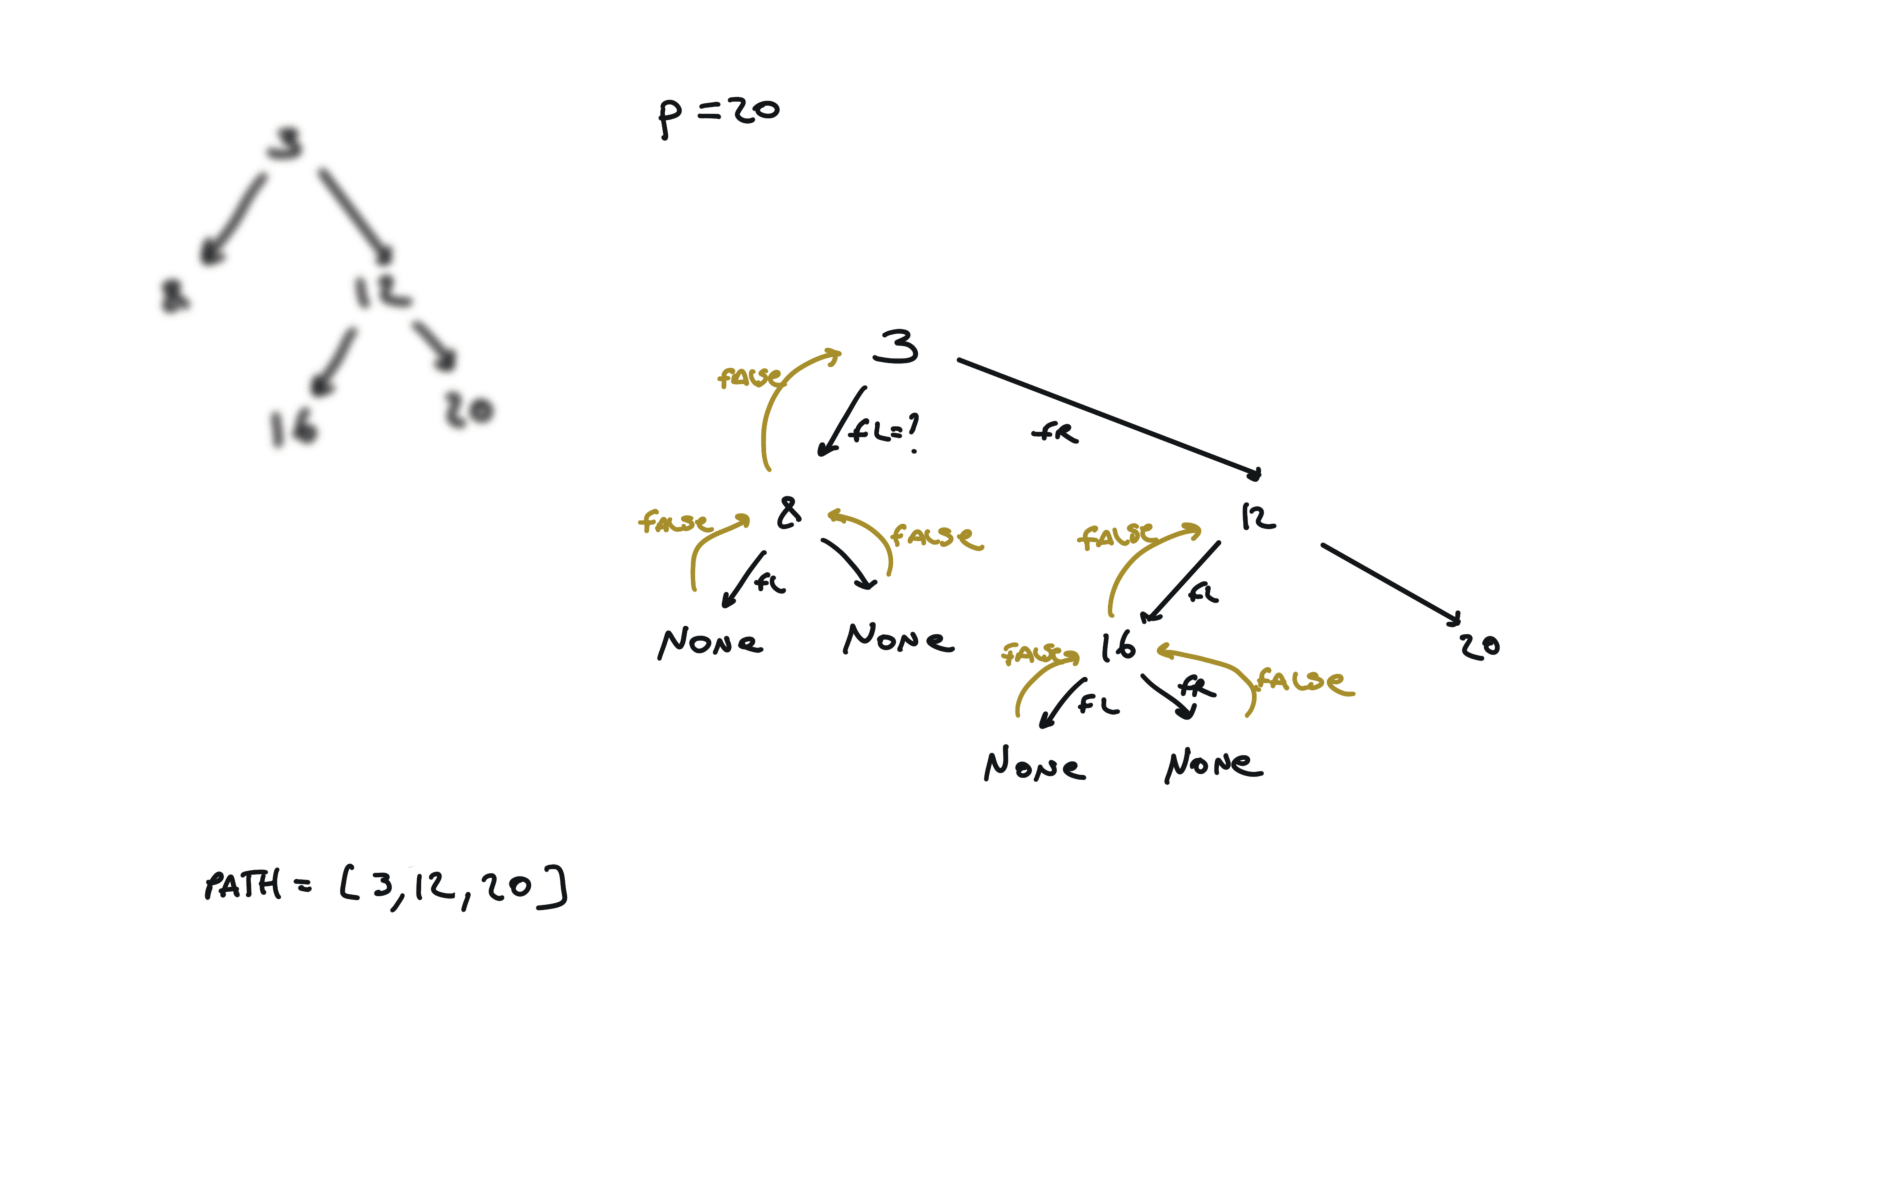 p = 20
3
8 12
16 20
3
false
fL=? fR
8 12
false false false
fL fL
None None 16 20
false false
fL fR
None None
PATH = [3,12,20]